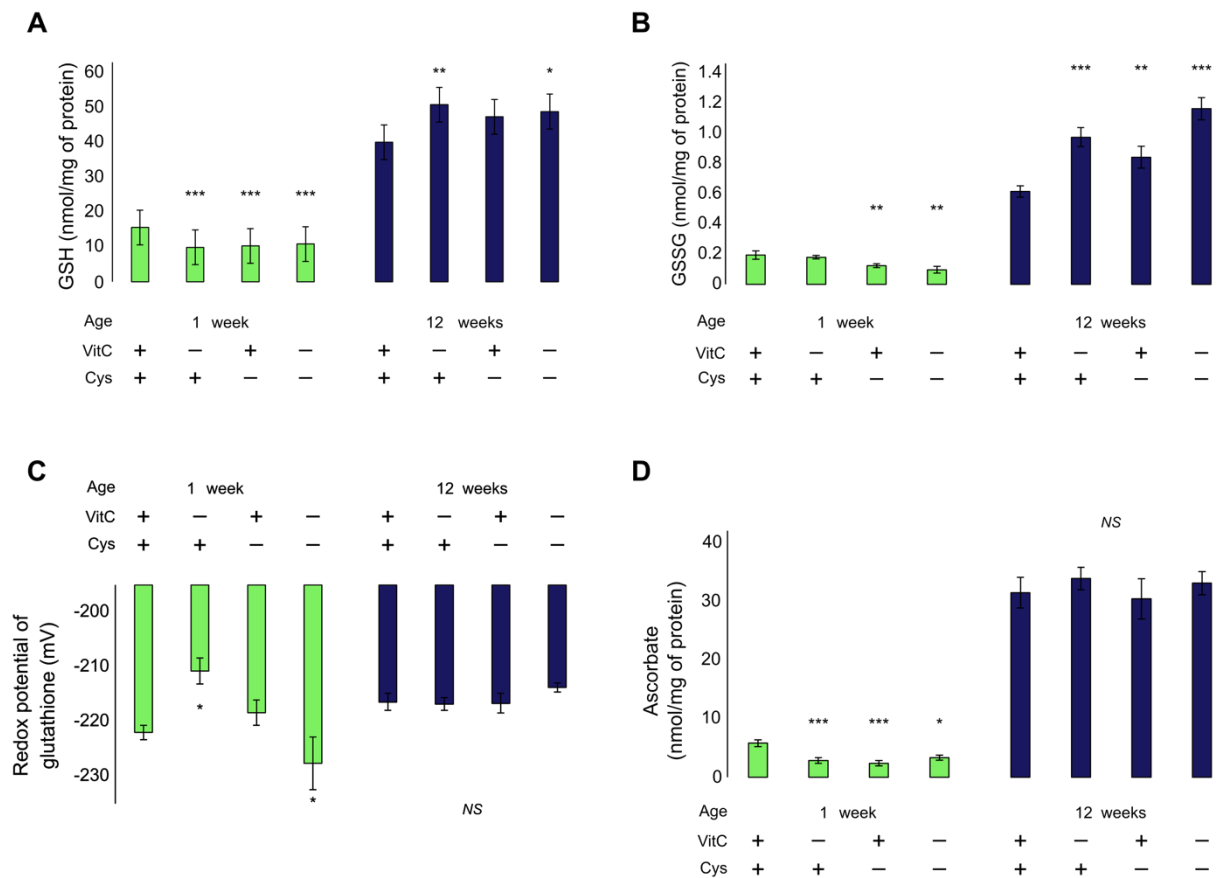 A
GSH (nmol/mg of protein)
60
50
40
30
20
10
0
*** *** *** ** *
Age 1 week 12 weeks
VitC + − + − + − + −
Cys + + − − + + − −
B
GSSG (nmol/mg of protein)
1.4
1.2
1.0
0.8
0.6
0.4
0.2
0
** ** *** ** ***
Age 1 week 12 weeks
VitC + − + − + − + −
Cys + + − − + + − −
C
Age 1 week 12 weeks
VitC + − + − + − + −
Cys + + − − + + − −
Redox potential of
glutathione (mV)
-200
-210
-220
-230
* *
NS
D
Ascorbate
(nmol/mg of protein)
40
30
20
10
0
*** *** *
NS
Age 1 week 12 weeks
VitC + − + − + − + −
Cys + + − − + + − −